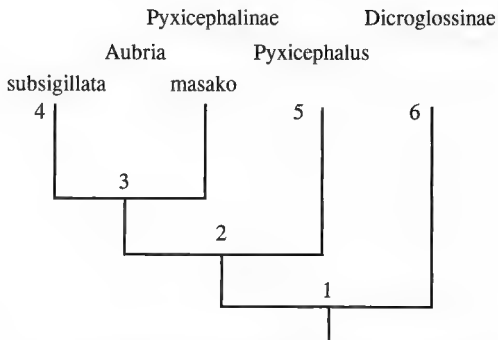 Pyxicephalinae Dicroglossinae
Aubria Pyxicephalus
subsigillata masako
4 5 6
3
2
1